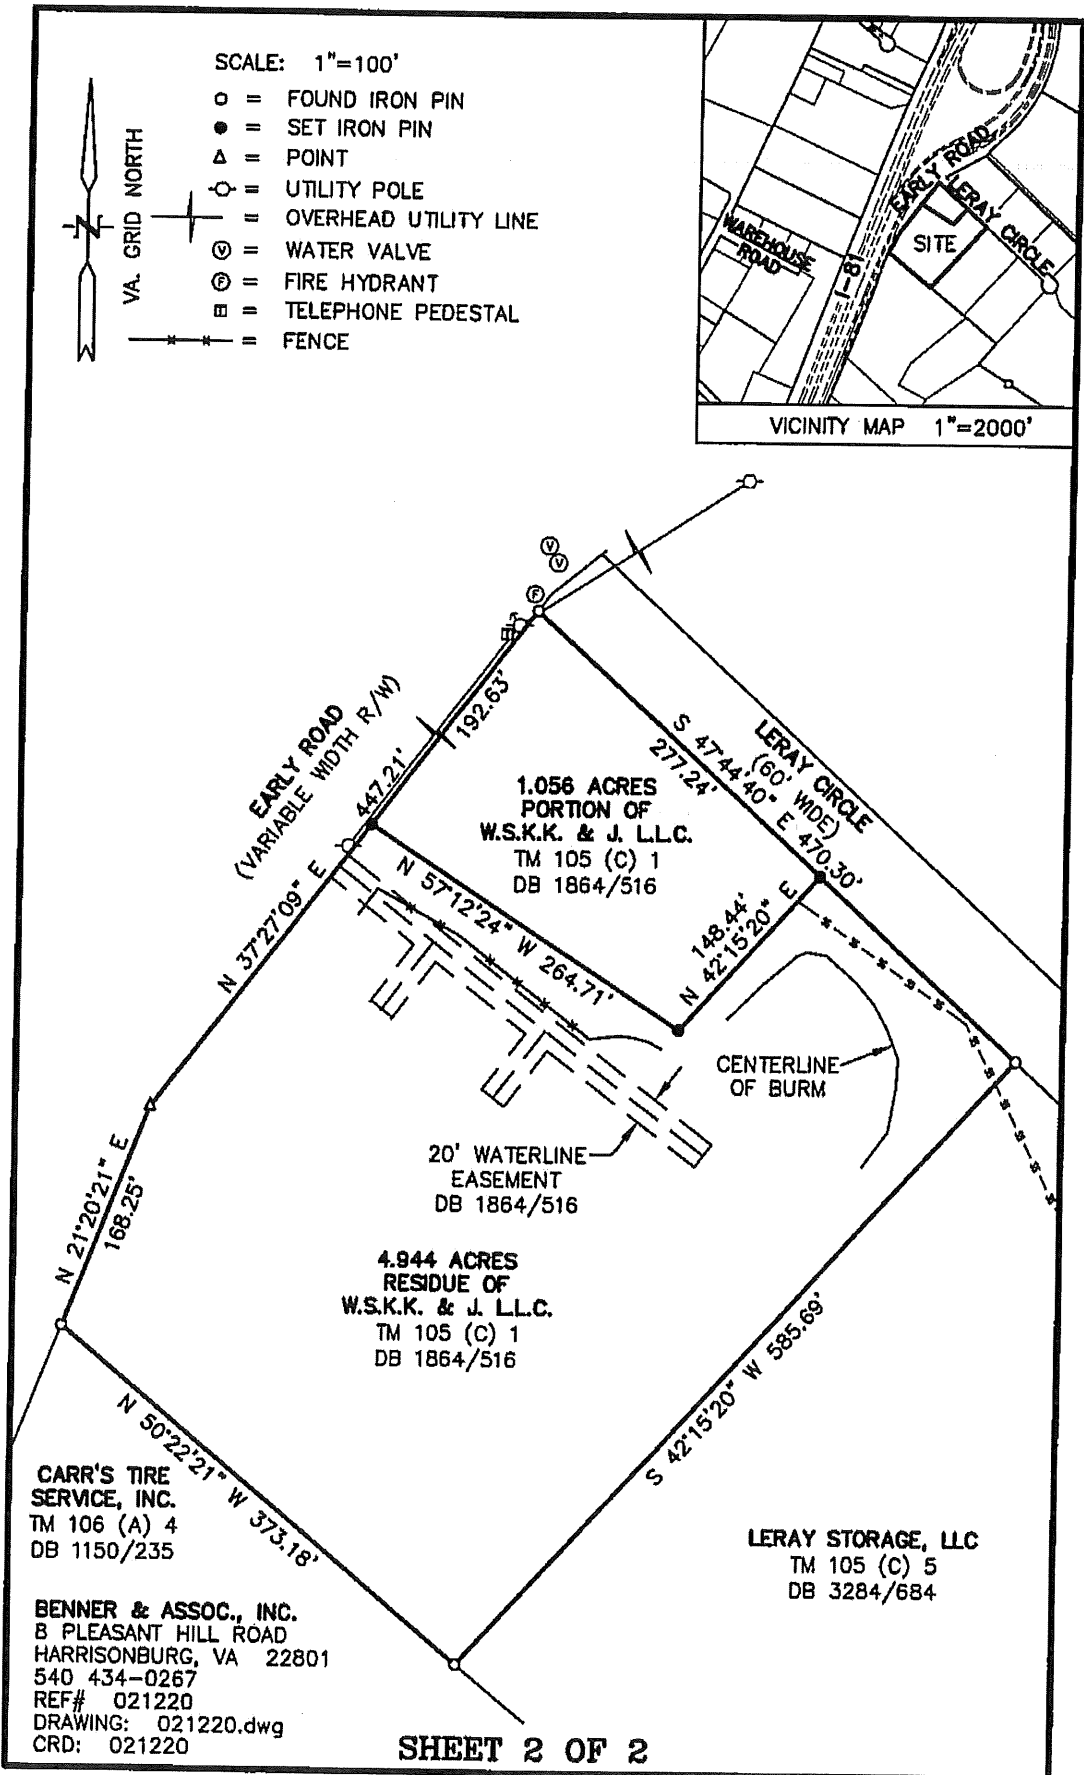 SCALE: 1"=100'
= FOUND IRON PIN
= SET IRON PIN
= POINT
= UTILITY POLE
= OVERHEAD UTILITY LINE
V = WATER VALVE
F = FIRE HYDRANT
= TELEPHONE PEDESTAL
= FENCE
N
VA. GRID NORTH
EARLY ROAD
LERAY CIRCLE
SITE
WAREHOUSE
ROAD
I-81
VICINITY MAP 1"=2000'
V
V
F
EARLY ROAD
(VARIABLE WIDTH R/W)
192.63'
N 37°27'09" E 447.21'
LERAY CIRCLE
(60' WIDE)
S 47°44'40" E 470.30'
277.24'
1.056 ACRES
PORTION OF
W.S.K.K. & J. L.L.C.
TM 105 (C) 1
DB 1864/516
N 57°12'24" W 264.71'
148.44'
N 42°15'20" E
CENTERLINE
OF BURM
20' WATERLINE
EASEMENT
DB 1864/516
N 21°20'21" E
168.25'
4.944 ACRES
RESIDUE OF
W.S.K.K. & J. L.L.C.
TM 105 (C) 1
DB 1864/516
S 42°15'20" W 585.69'
N 50°22'21" W 373.18'
CARR'S TIRE
SERVICE, INC.
TM 106 (A) 4
DB 1150/235
LERAY STORAGE, LLC
TM 105 (C) 5
DB 3284/684
BENNER & ASSOC., INC.
8 PLEASANT HILL ROAD
HARRISONBURG, VA 22801
540 434-0267
REF# 021220
DRAWING: 021220.dwg
CRD: 021220
SHEET 2 OF 2